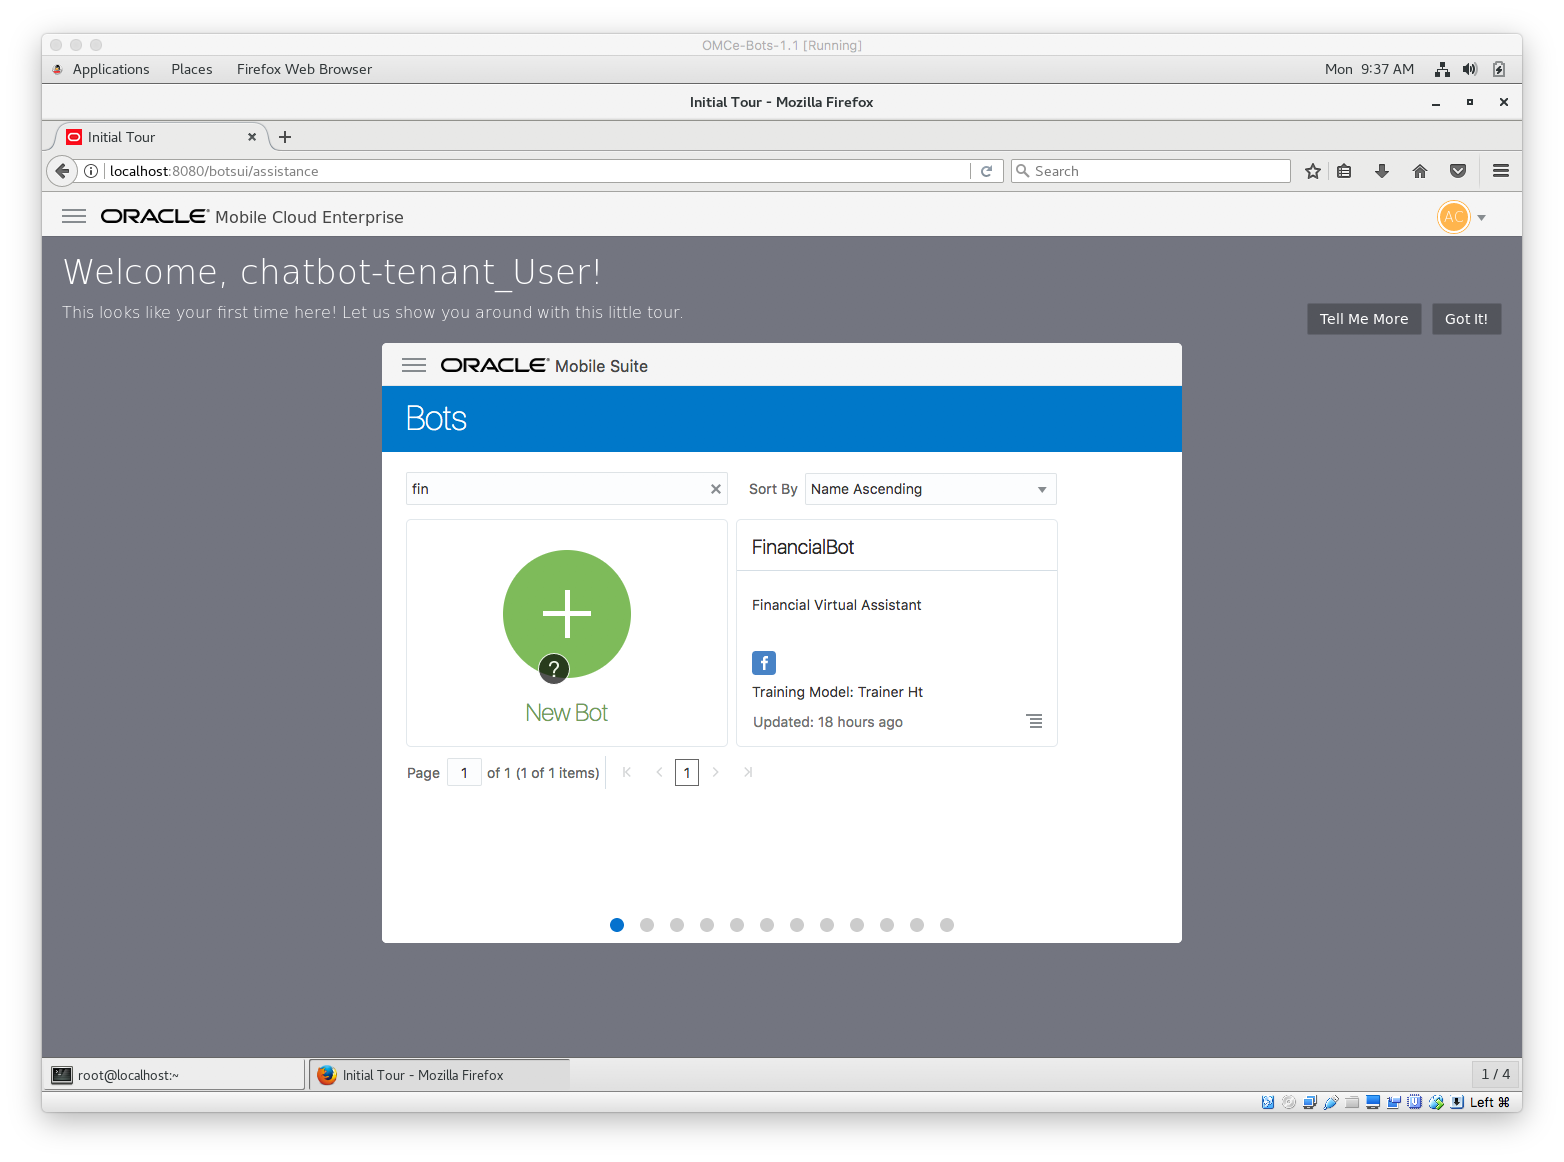 OMCe-Bots-1.1 [Running]
Applications Places Firefox Web Browser Mon 9:37 AM
Initial Tour - Mozilla Firefox
Initial Tour
localhost:8080/botsui/assistance Search
ORACLE Mobile Cloud Enterprise AC
Welcome, chatbot-tenant_User!
This looks like your first time here! Let us show you around with this little tour.
Tell Me More Got It!
ORACLE Mobile Suite
Bots
fin Sort By Name Ascending
FinancialBot
Financial Virtual Assistant
f
?
Training Model: Trainer Ht
New Bot
Updated: 18 hours ago
Page 1 of 1 (1 of 1 items) 1
root@localhost:~ Initial Tour - Mozilla Firefox 1 / 4
Left ⌘